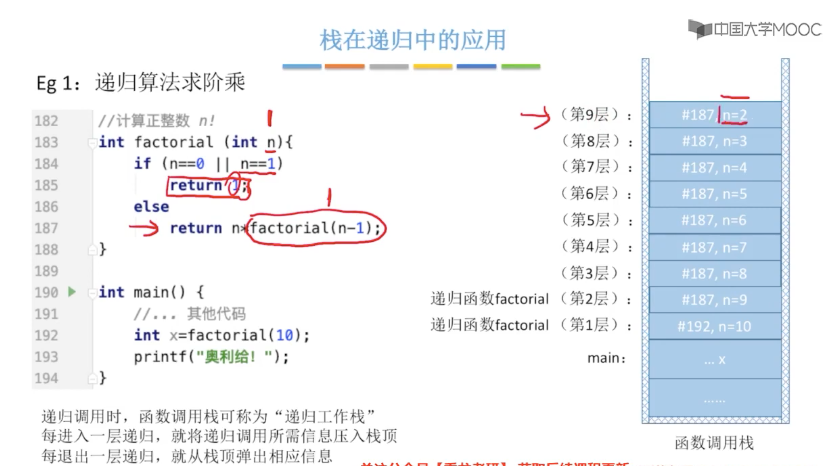 中国大学MOOC
栈在递归中的应用
Eg 1：递归算法求阶乘
182 //计算正整数 n!
183 int factorial (int n){
184 if (n==0 || n==1)
185 return 1;
186 else
187 return n*factorial(n-1);
188 }
189
190 int main() {
191 //... 其他代码
192 int x=factorial(10);
193 printf("奥利给！");
194 }
1
1
（第9层）： #187, n=2
（第8层）： #187, n=3
（第7层）： #187, n=4
（第6层）： #187, n=5
（第5层）： #187, n=6
（第4层）： #187, n=7
（第3层）： #187, n=8
递归函数factorial （第2层）： #187, n=9
递归函数factorial （第1层）： #192, n=10
main： … x
……
函数调用栈
递归调用时，函数调用栈可称为“递归工作栈”
每进入一层递归，就将递归调用所需信息压入栈顶
每退出一层递归，就从栈顶弹出相应信息